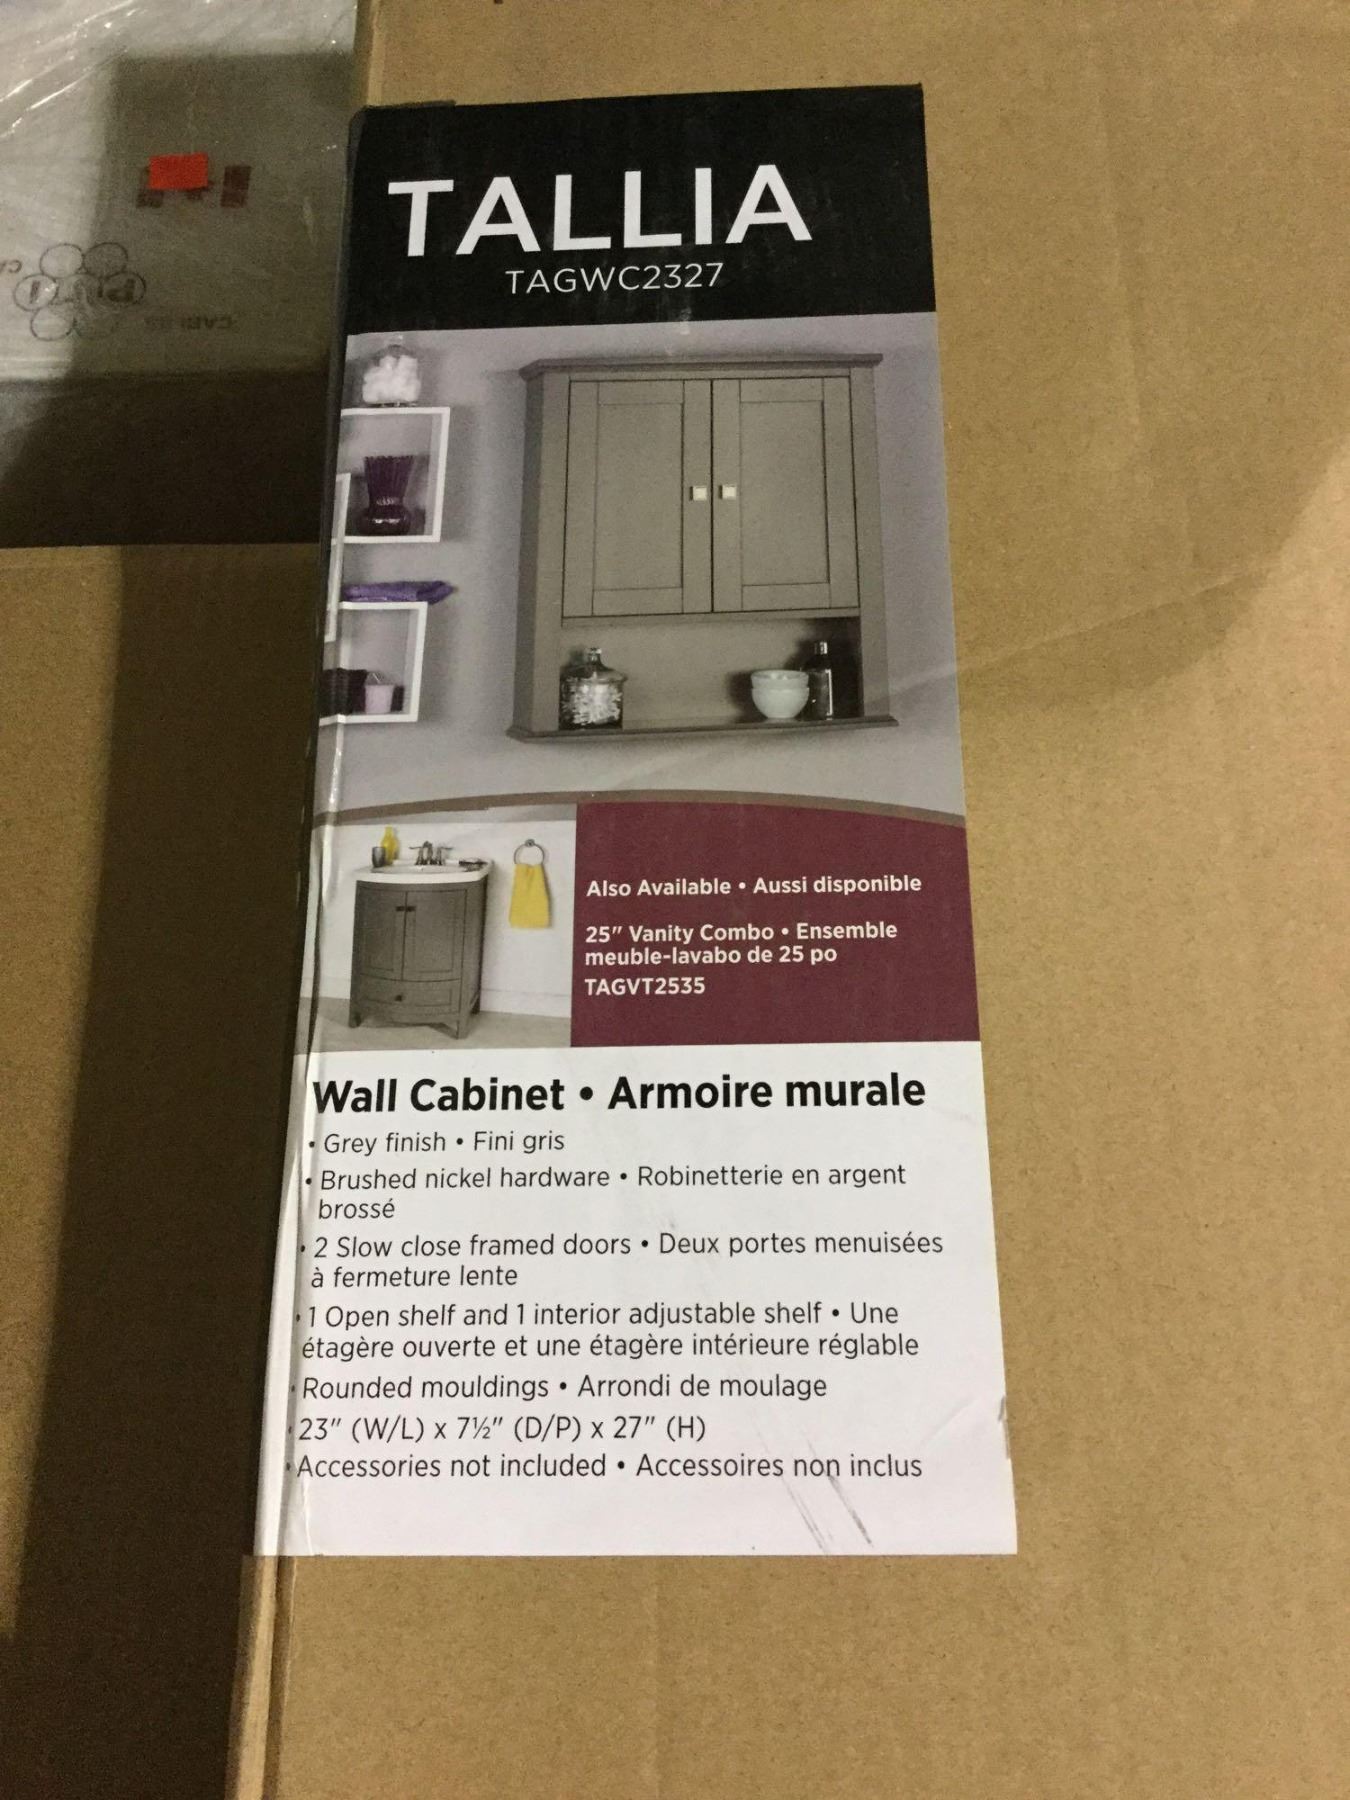 TALLIA
TAGWC2327
Also Available • Aussi disponible
25" Vanity Combo • Ensemble
meuble-lavabo de 25 po
TAGVT2535
Wall Cabinet • Armoire murale
• Grey finish • Fini gris
• Brushed nickel hardware • Robinetterie en argent
brossé
• 2 Slow close framed doors • Deux portes menuisées
à fermeture lente
• 1 Open shelf and 1 interior adjustable shelf • Une
étagère ouverte et une étagère intérieure réglable
• Rounded mouldings • Arrondi de moulage
• 23" (W/L) x 7½" (D/P) x 27" (H)
• Accessories not included • Accessoires non inclus